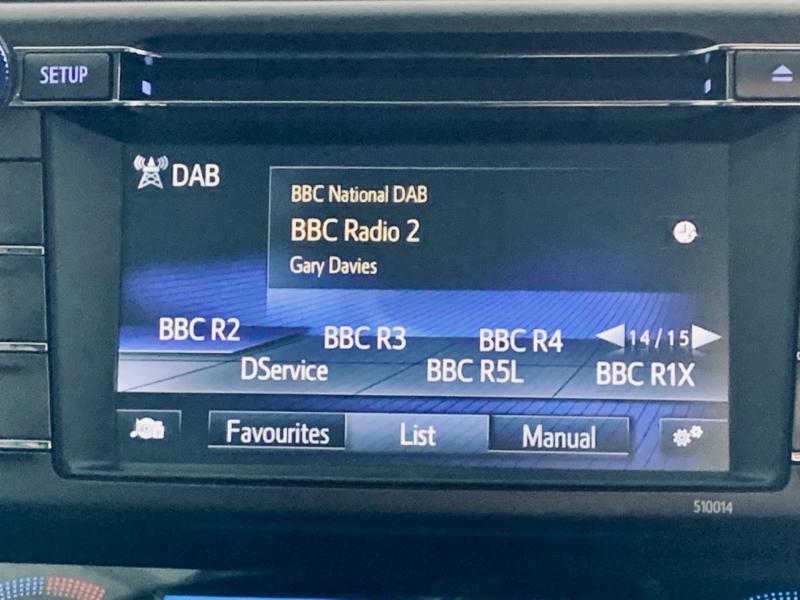 SETUP
DAB
BBC National DAB
BBC Radio 2
Gary Davies
BBC R2 BBC R3 BBC R4 14/15
DService BBC R5L BBC R1X
Favourites List Manual
510014